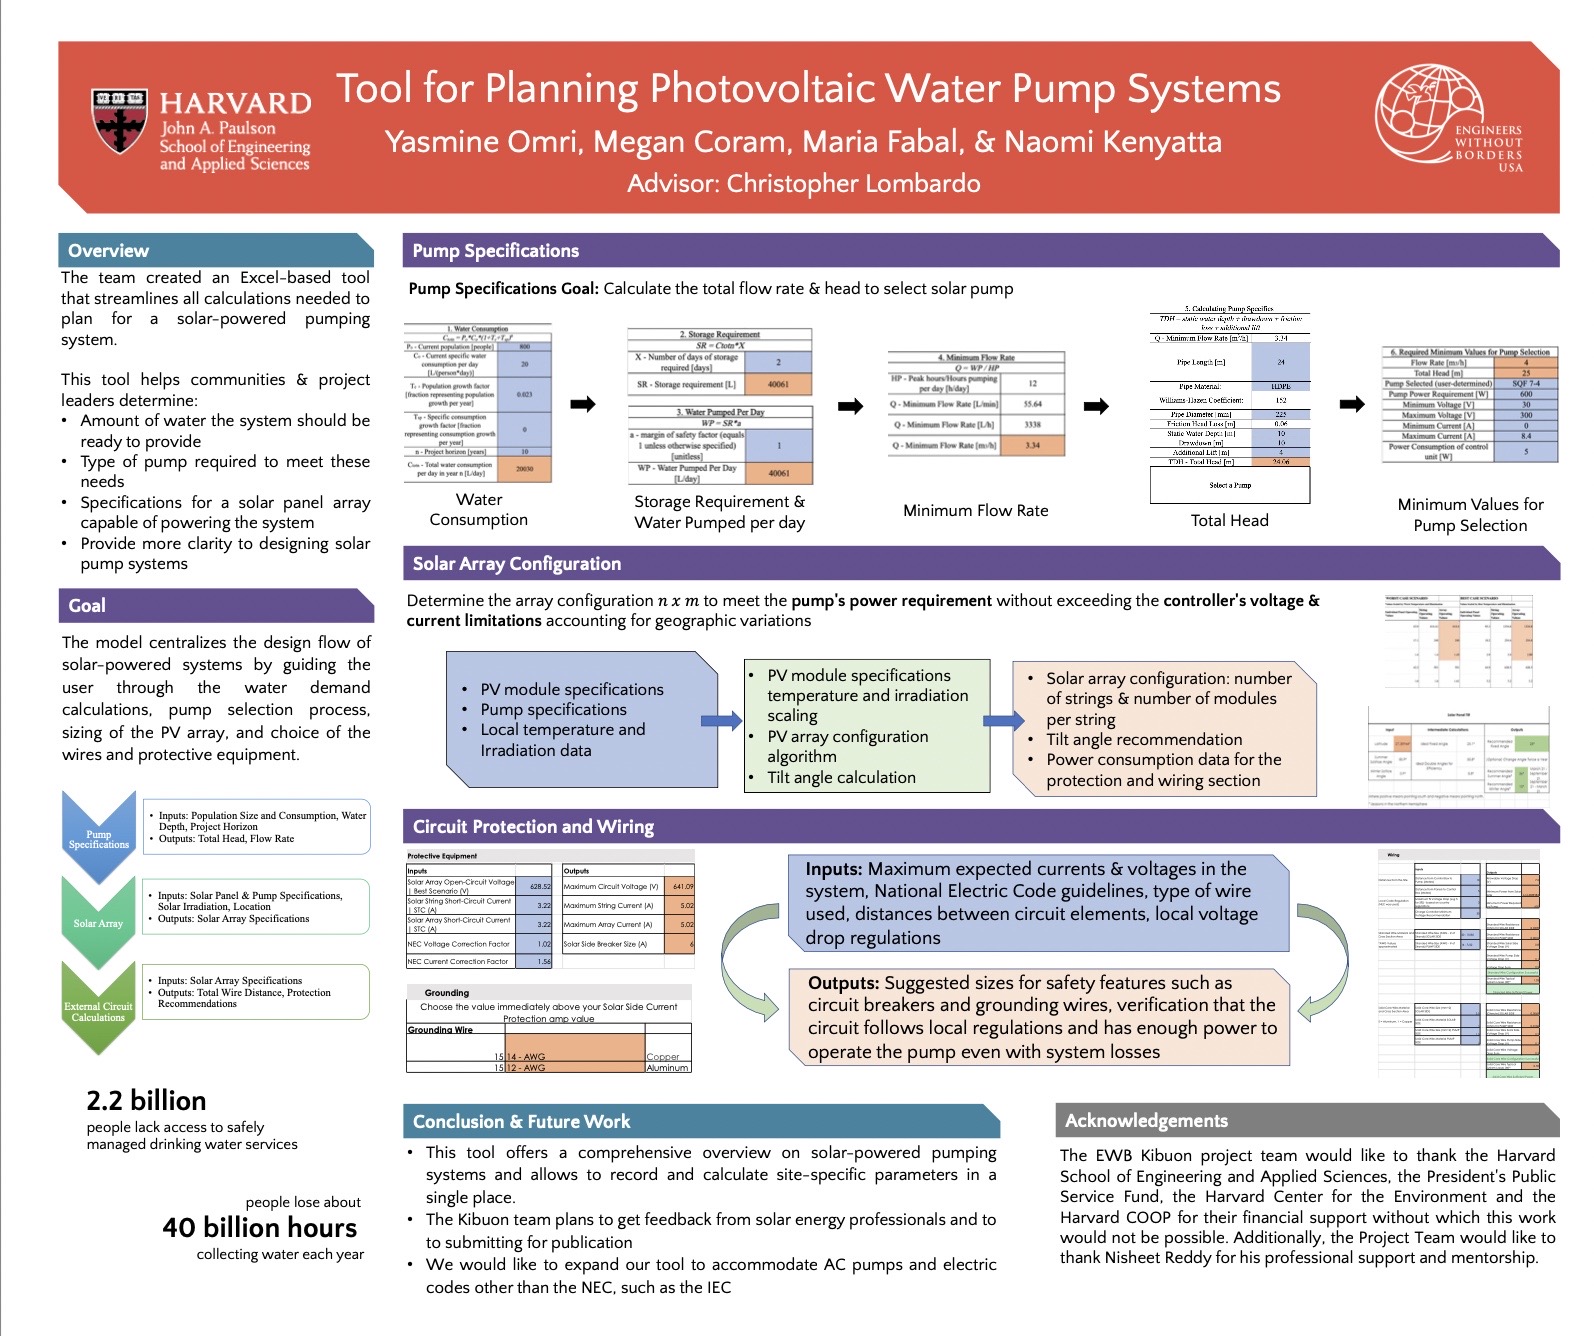 HARVARD
John A. Paulson
School of Engineering
and Applied Sciences
Tool for Planning Photovoltaic Water Pump Systems
Yasmine Omri, Megan Coram, Maria Fabal, & Naomi Kenyatta
Advisor: Christopher Lombardo
ENGINEERS
WITHOUT
BORDERS
USA
Overview
The team created an Excel-based tool
that streamlines all calculations needed to
plan for a solar-powered pumping
system.
This tool helps communities & project
leaders determine:
• Amount of water the system should be
ready to provide
• Type of pump required to meet these
needs
• Specifications for a solar panel array
capable of powering the system
• Provide more clarity to designing solar
pump systems
Goal
The model centralizes the design flow of
solar-powered systems by guiding the
user through the water demand
calculations, pump selection process,
sizing of the PV array, and choice of the
wires and protective equipment.
Pump
Specifications
• Inputs: Population Size and Consumption, Water
Depth, Project Horizon
• Outputs: Total Head, Flow Rate
Solar Array
• Inputs: Solar Panel & Pump Specifications,
Solar Irradiation, Location
• Outputs: Solar Array Specifications
External Circuit
Calculations
• Inputs: Solar Array Specifications
• Outputs: Total Wire Distance, Protection
Recommendations
2.2 billion
people lack access to safely
managed drinking water services
people lose about
40 billion hours
collecting water each year
Pump Specifications
Pump Specifications Goal: Calculate the total flow rate & head to select solar pump
1. Water Consumption
- Current population [people] 800
- Current specific water
consumption per day
[L/(person*day)] 20
- Population growth factor
[fraction representing population
growth per year] 0.023
- Specific consumption
growth factor [fraction
representing consumption growth
per year] 0
n - Project horizon [years] 10
- Total water consumption
per day in year n [L/day] 20030
Water
Consumption
2. Storage Requirement
SR = Ctotn*X
X - Number of days of storage
required [days] 2
SR - Storage requirement [L] 40061
3. Water Pumped Per Day
WP = SR*a
a - margin of safety factor (equals
1 unless otherwise specified)
[unitless] 1
WP - Water Pumped Per Day
[L/day] 40061
Storage Requirement &
Water Pumped per day
4. Minimum Flow Rate
Q = WP / HP
HP - Peak hours/Hours pumping
per day [h/day] 12
Q - Minimum Flow Rate [L/min] 55.64
Q - Minimum Flow Rate [L/h] 3338
Q - Minimum Flow Rate [m³/h] 3.34
Minimum Flow Rate
5. Calculating Pump Specifics
TDH = static water depth + drawdown + friction
loss + additional lift
Q - Minimum Flow Rate [m³/h] 3.34
Pipe Length [m] 24
Pipe Material: HDPE
Williams-Hazen Coefficient: 152
Pipe Diameter [mm] 225
Friction Head Loss [m] 0.06
Static Water Depth [m] 10
Drawdown [m] 10
Additional Lift [m] 4
TDH - Total Head [m] 24.06
Select a Pump
Total Head
6. Required Minimum Values for Pump Selection
Flow Rate [m³/h] 4
Total Head [m] 25
Pump Selected (user-determined) SQF 7-4
Pump Power Requirement [W] 600
Minimum Voltage [V] 30
Maximum Voltage [V] 300
Minimum Current [A] 0
Maximum Current [A] 8.4
Power Consumption of control
unit [W] 5
Minimum Values for
Pump Selection
Solar Array Configuration
Determine the array configuration n x m to meet the pump's power requirement without exceeding the controller's voltage &
current limitations accounting for geographic variations
• PV module specifications
• Pump specifications
• Local temperature and
Irradiation data
• PV module specifications
temperature and irradiation
scaling
• PV array configuration
algorithm
• Tilt angle calculation
• Solar array configuration: number
of strings & number of modules
per string
• Tilt angle recommendation
• Power consumption data for the
protection and wiring section
WORST CASE SCENARIO BEST CASE SCENARIO
Input Intermediate Calculations Outputs
Circuit Protection and Wiring
Protective Equipment
Inputs
Solar Array Open-Circuit Voltage
| Best Scenario (V) 628.52
Solar String Short-Circuit Current
| STC (A) 3.22
Solar Array Short-Circuit Current
| STC (A) 3.22
NEC Voltage Correction Factor 1.02
NEC Current Correction Factor 1.56
Outputs
Maximum Circuit Voltage (V) 641.09
Maximum String Current (A) 5.02
Maximum Array Current (A) 5.02
Solar Side Breaker Size (A) 6
Grounding
Choose the value immediately above your Solar Side Current
Protection amp value
Grounding Wire
15 14 - AWG Copper
15 12 - AWG Aluminum
Inputs: Maximum expected currents & voltages in the
system, National Electric Code guidelines, type of wire
used, distances between circuit elements, local voltage
drop regulations
Outputs: Suggested sizes for safety features such as
circuit breakers and grounding wires, verification that the
circuit follows local regulations and has enough power to
operate the pump even with system losses
Wiring
Conclusion & Future Work
• This tool offers a comprehensive overview on solar-powered pumping
systems and allows to record and calculate site-specific parameters in a
single place.
• The Kibuon team plans to get feedback from solar energy professionals and to
to submitting for publication
• We would like to expand our tool to accommodate AC pumps and electric
codes other than the NEC, such as the IEC
Acknowledgements
The EWB Kibuon project team would like to thank the Harvard
School of Engineering and Applied Sciences, the President's Public
Service Fund, the Harvard Center for the Environment and the
Harvard COOP for their financial support without which this work
would not be possible. Additionally, the Project Team would like to
thank Nisheet Reddy for his professional support and mentorship.